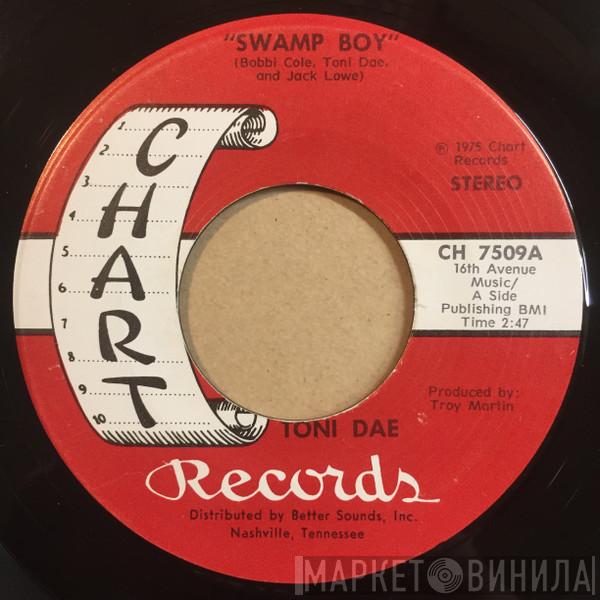 "SWAMP BOY"
(Bobbi Cole, Toni Dae,
and Jack Lowe)
℗ 1975 Chart
Records
STEREO
CHART
1
2
3
4
5
6
7
8
9
10
CH 7509A
16th Avenue
Music/
A Side
Publishing BMI
Time 2:47
Produced by:
Troy Martin
TONI DAE
Records
Distributed by Better Sounds, Inc.
Nashville, Tennessee
МАРКЕТ ВИНИЛА